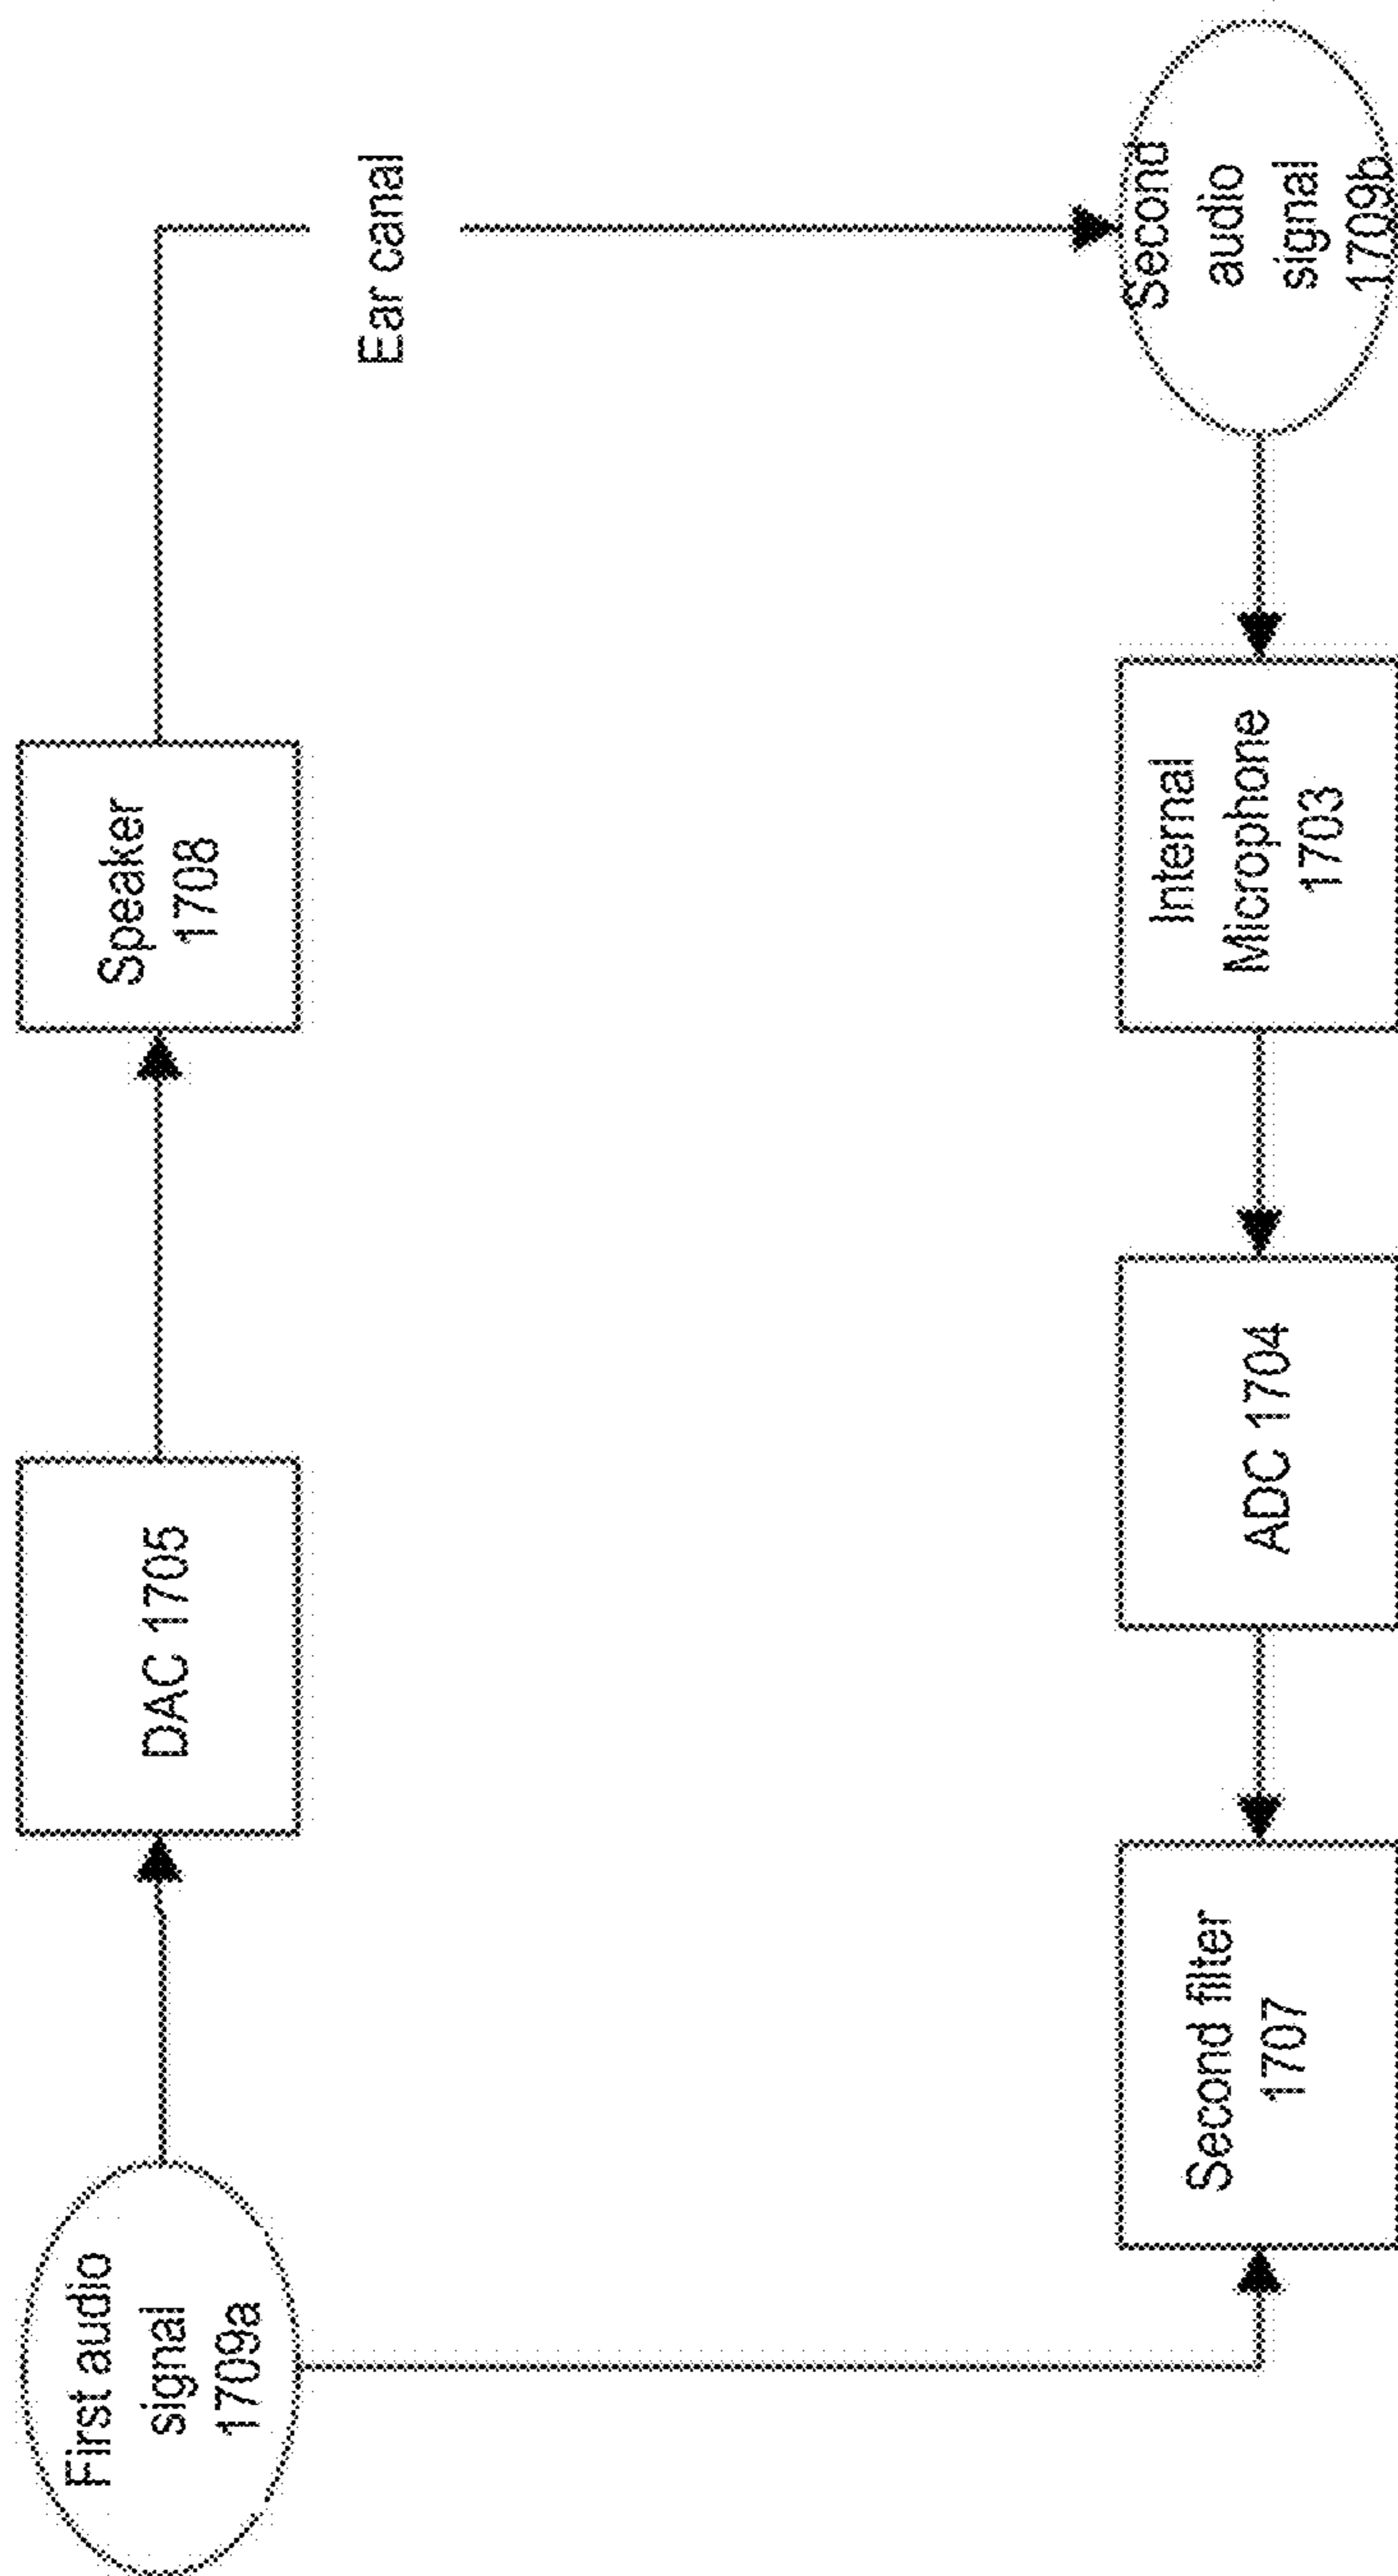 First audio
signal
1709a
DAC 1705
Speaker
1708
Ear canal
Second filter
1707
ADC 1704
Internal
Microphone
1703
Second
audio
signal
1709b